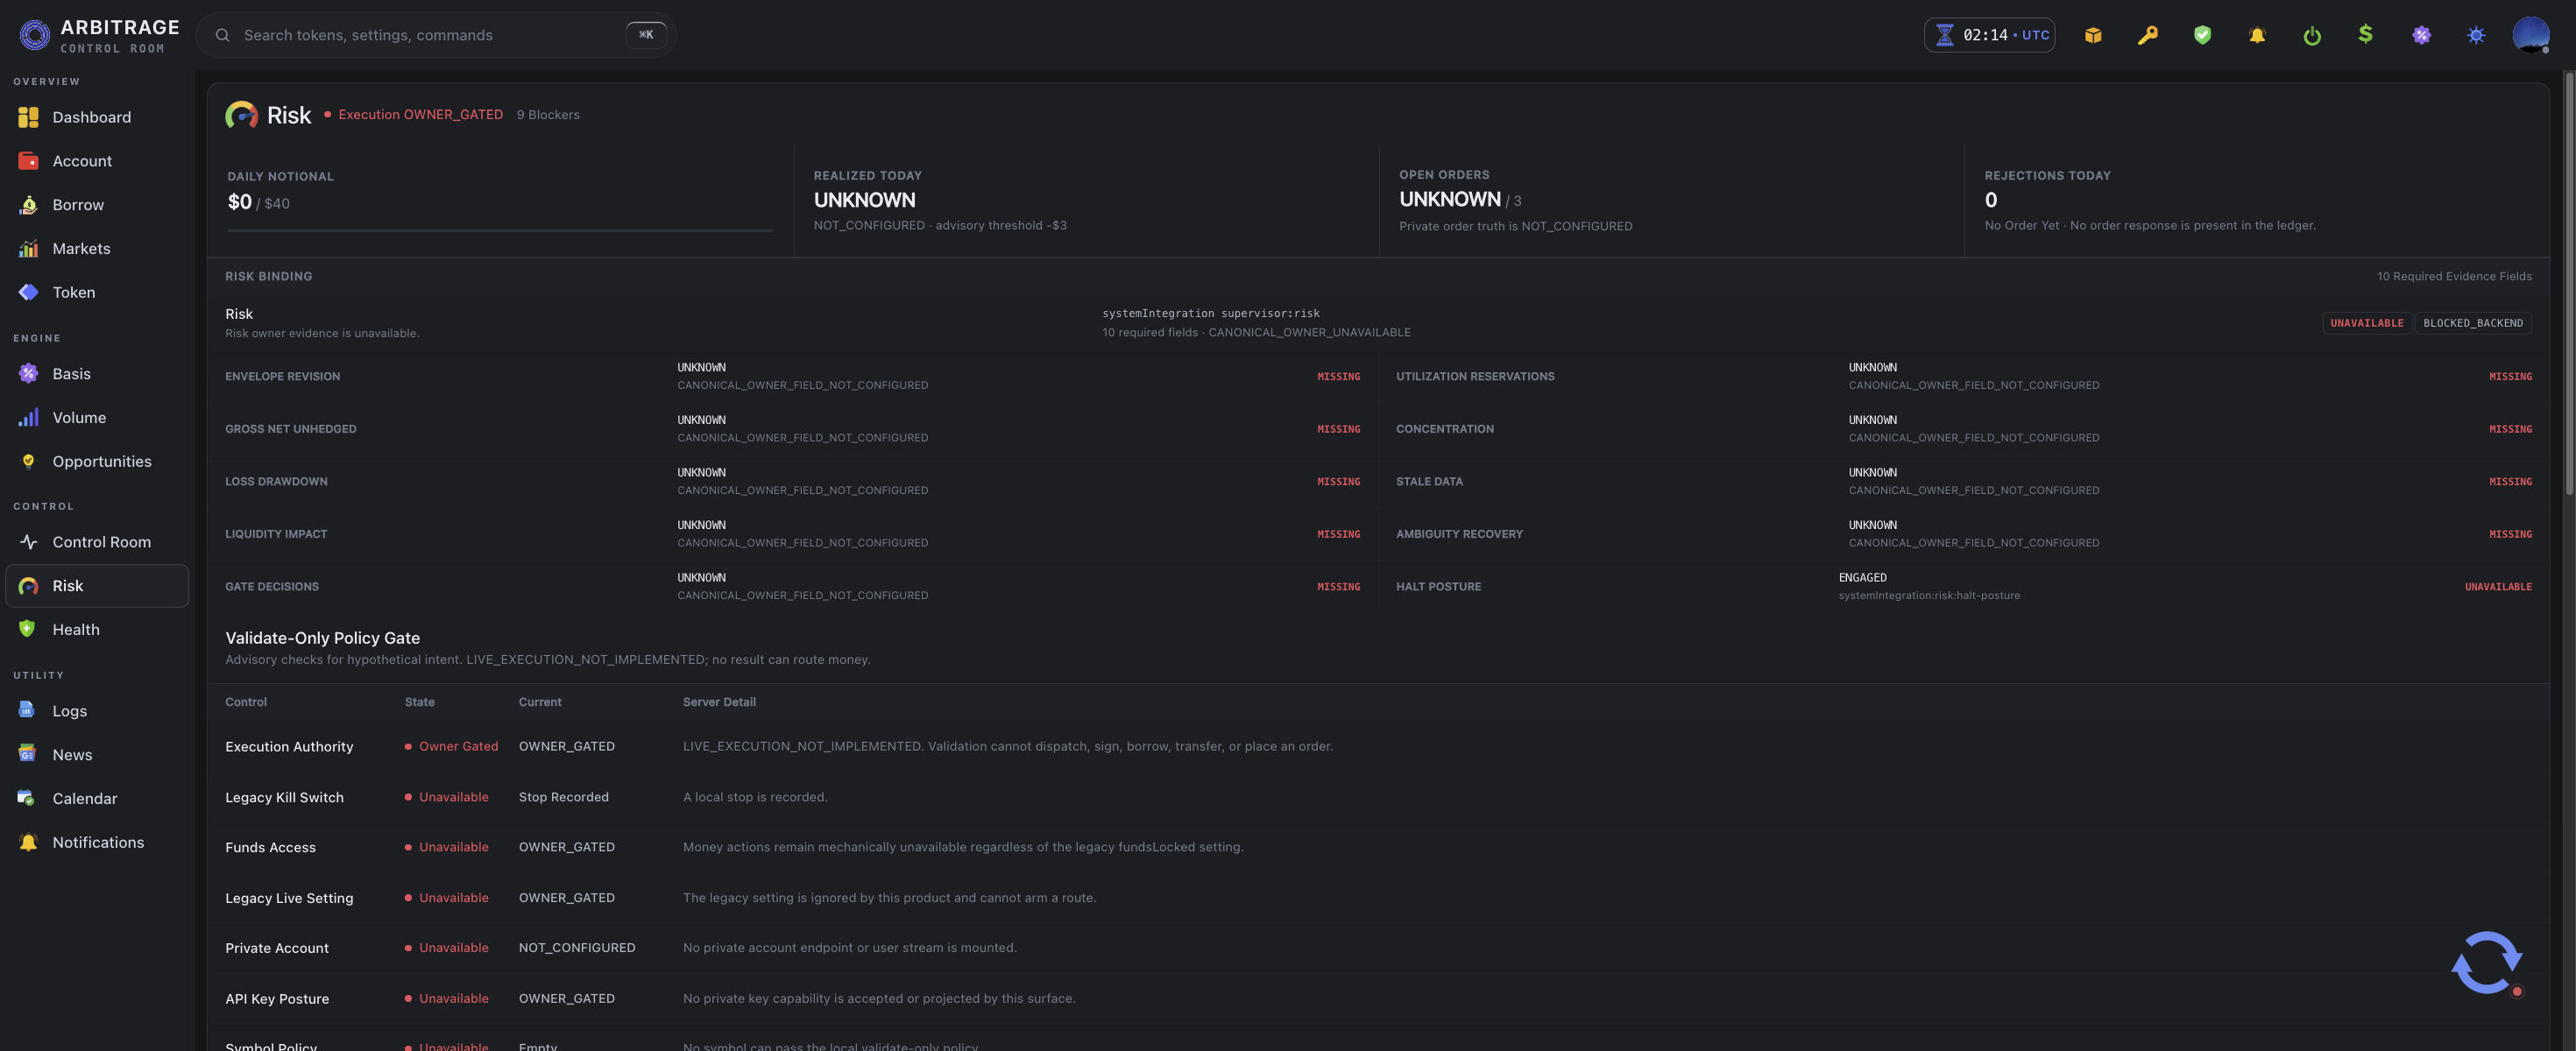 ARBITRAGE
CONTROL ROOM
Search tokens, settings, commands
⌘K
02:14 • UTC
OVERVIEW
Dashboard
Account
Borrow
Markets
Token
ENGINE
Basis
Volume
Opportunities
CONTROL
Control Room
Risk
Health
UTILITY
Logs
News
Calendar
Notifications
Risk
Execution OWNER_GATED
9 Blockers
DAILY NOTIONAL
$0 / $40
REALIZED TODAY
UNKNOWN
NOT_CONFIGURED · advisory threshold -$3
OPEN ORDERS
UNKNOWN / 3
Private order truth is NOT_CONFIGURED
REJECTIONS TODAY
0
No Order Yet · No order response is present in the ledger.
RISK BINDING
10 Required Evidence Fields
Risk
Risk owner evidence is unavailable.
systemIntegration supervisor:risk
10 required fields · CANONICAL_OWNER_UNAVAILABLE
UNAVAILABLE
BLOCKED_BACKEND
ENVELOPE REVISION
UNKNOWN
CANONICAL_OWNER_FIELD_NOT_CONFIGURED
MISSING
UTILIZATION RESERVATIONS
UNKNOWN
CANONICAL_OWNER_FIELD_NOT_CONFIGURED
MISSING
GROSS NET UNHEDGED
UNKNOWN
CANONICAL_OWNER_FIELD_NOT_CONFIGURED
MISSING
CONCENTRATION
UNKNOWN
CANONICAL_OWNER_FIELD_NOT_CONFIGURED
MISSING
LOSS DRAWDOWN
UNKNOWN
CANONICAL_OWNER_FIELD_NOT_CONFIGURED
MISSING
STALE DATA
UNKNOWN
CANONICAL_OWNER_FIELD_NOT_CONFIGURED
MISSING
LIQUIDITY IMPACT
UNKNOWN
CANONICAL_OWNER_FIELD_NOT_CONFIGURED
MISSING
AMBIGUITY RECOVERY
UNKNOWN
CANONICAL_OWNER_FIELD_NOT_CONFIGURED
MISSING
GATE DECISIONS
UNKNOWN
CANONICAL_OWNER_FIELD_NOT_CONFIGURED
MISSING
HALT POSTURE
ENGAGED
systemIntegration:risk:halt-posture
UNAVAILABLE
Validate-Only Policy Gate
Advisory checks for hypothetical intent. LIVE_EXECUTION_NOT_IMPLEMENTED; no result can route money.
Control State Current Server Detail
Execution Authority Owner Gated OWNER_GATED LIVE_EXECUTION_NOT_IMPLEMENTED. Validation cannot dispatch, sign, borrow, transfer, or place an order.
Legacy Kill Switch Unavailable Stop Recorded A local stop is recorded.
Funds Access Unavailable OWNER_GATED Money actions remain mechanically unavailable regardless of the legacy fundsLocked setting.
Legacy Live Setting Unavailable OWNER_GATED The legacy setting is ignored by this product and cannot arm a route.
Private Account Unavailable NOT_CONFIGURED No private account endpoint or user stream is mounted.
API Key Posture Unavailable OWNER_GATED No private key capability is accepted or projected by this surface.
Symbol Policy Unavailable Empty No symbol can pass the local validate-only policy